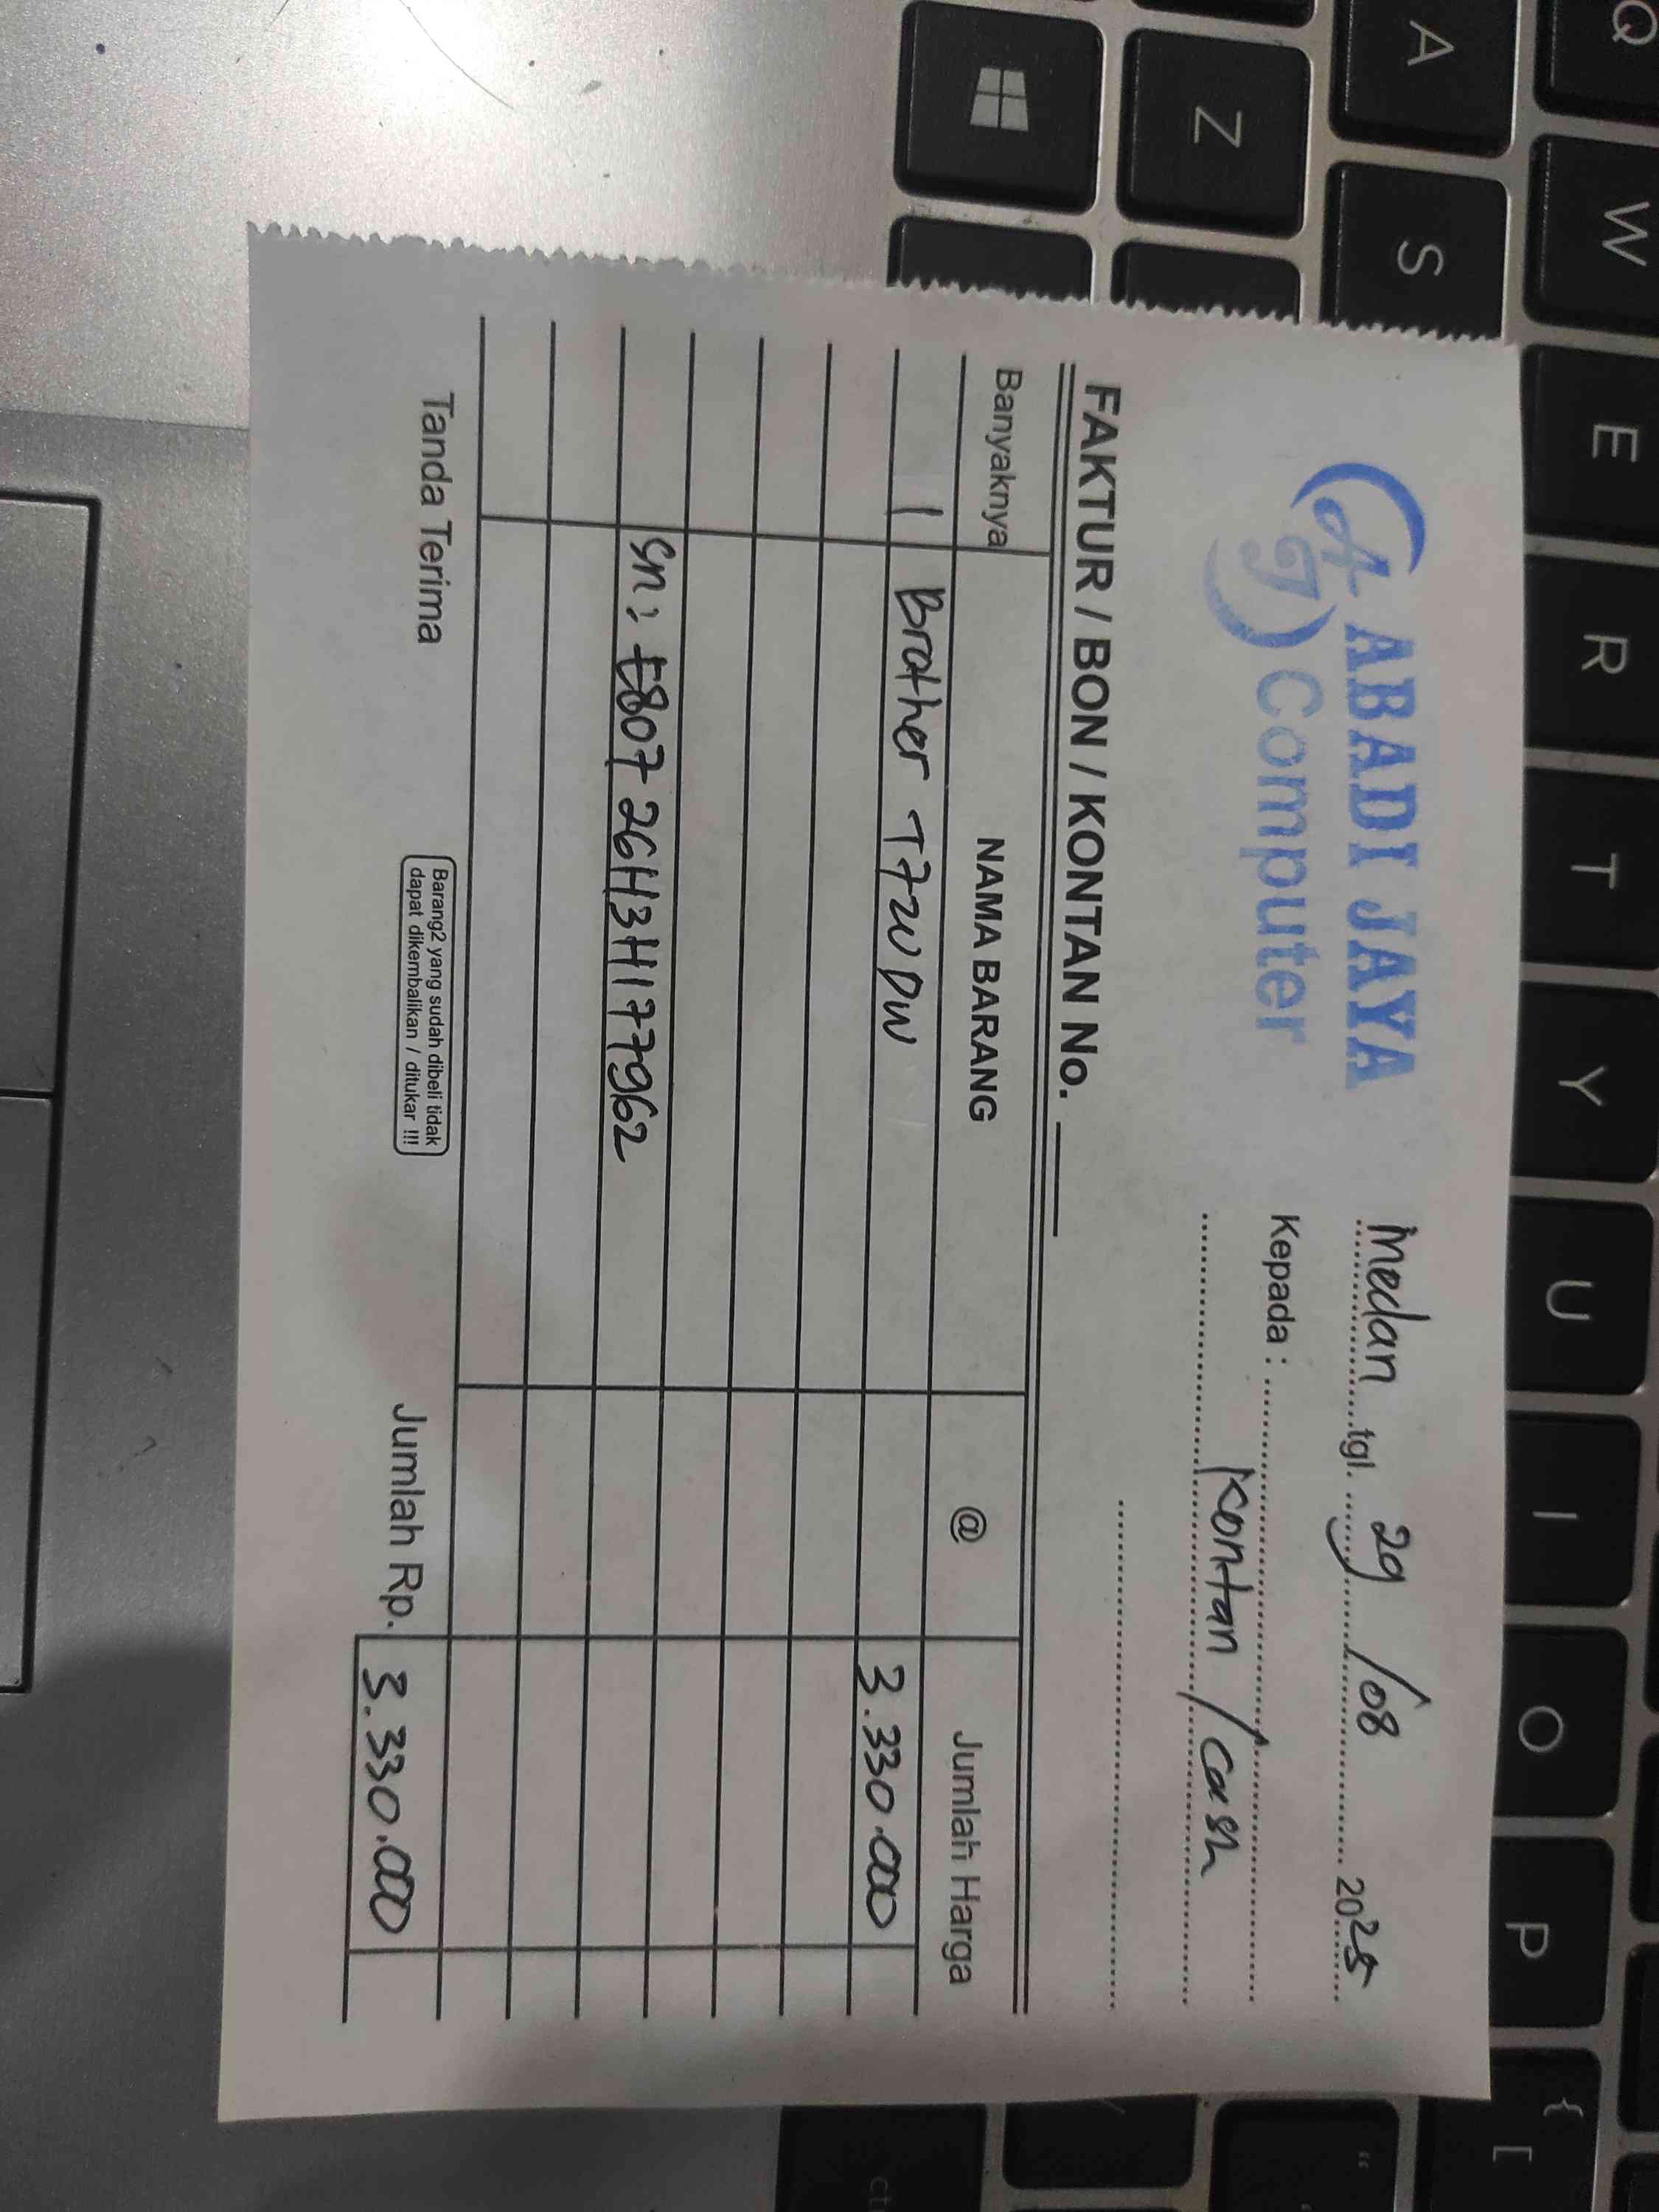 ABADI JAYA
Computer
AJ
Medan tgl. 29/08 2025
Kepada :
Kontan / Cash
FAKTUR / BON / KONTAN No.
Banyaknya NAMA BARANG @ Jumlah Harga
1 Brother T720DW 3.330.000
Sn: E80726H3H177962
Tanda Terima
Barang2 yang sudah dibeli tidak
dapat dikembalikan / ditukar !!!
Jumlah Rp. 3.330.000
Q W E R T Y U I O P { [
A S
Z